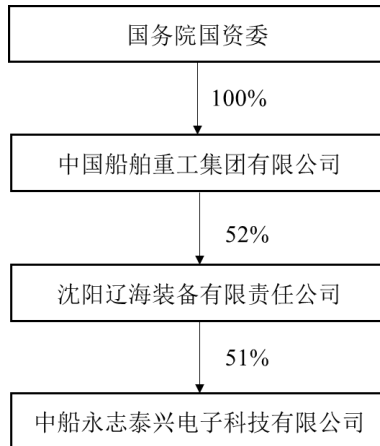 国务院国资委
100%
中国船舶重工集团有限公司
52%
沈阳辽海装备有限责任公司
51%
中船永志泰兴电子科技有限公司